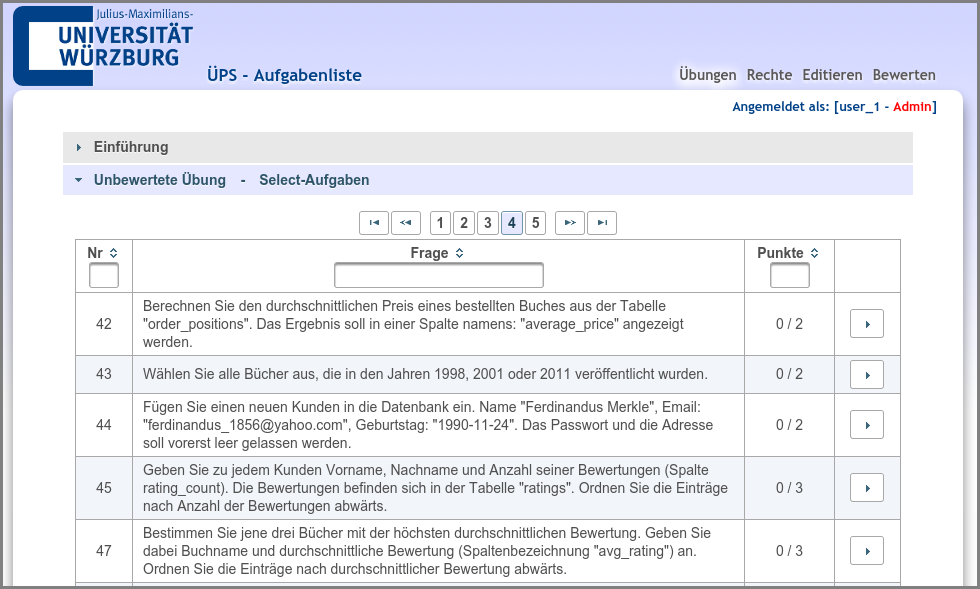 Julius-Maximilians-
UNIVERSITÄT
WÜRZBURG
ÜPS - Aufgabenliste
Übungen Rechte Editieren Bewerten
Angemeldet als: [user_1 - Admin]
Einführung
Unbewertete Übung - Select-Aufgaben
1 2 3 4 5
Nr Frage Punkte
42
Berechnen Sie den durchschnittlichen Preis eines bestellten Buches aus der Tabelle
"order_positions". Das Ergebnis soll in einer Spalte namens: "average_price" angezeigt
werden.
0 / 2
43 Wählen Sie alle Bücher aus, die in den Jahren 1998, 2001 oder 2011 veröffentlicht wurden. 0 / 2
44
Fügen Sie einen neuen Kunden in die Datenbank ein. Name "Ferdinandus Merkle", Email:
"ferdinandus_1856@yahoo.com", Geburtstag: "1990-11-24". Das Passwort und die Adresse
soll vorerst leer gelassen werden.
0 / 2
45
Geben Sie zu jedem Kunden Vorname, Nachname und Anzahl seiner Bewertungen (Spalte
rating_count). Die Bewertungen befinden sich in der Tabelle "ratings". Ordnen Sie die Einträge
nach Anzahl der Bewertungen abwärts.
0 / 3
47
Bestimmen Sie jene drei Bücher mit der höchsten durchschnittlichen Bewertung. Geben Sie
dabei Buchname und durchschnittliche Bewertung (Spaltenbezeichnung "avg_rating") an.
Ordnen Sie die Einträge nach durchschnittlicher Bewertung abwärts.
0 / 3